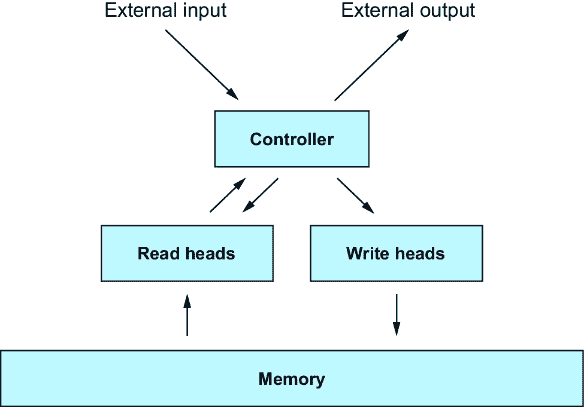 External input
External output
Controller
Read heads
Write heads
Memory